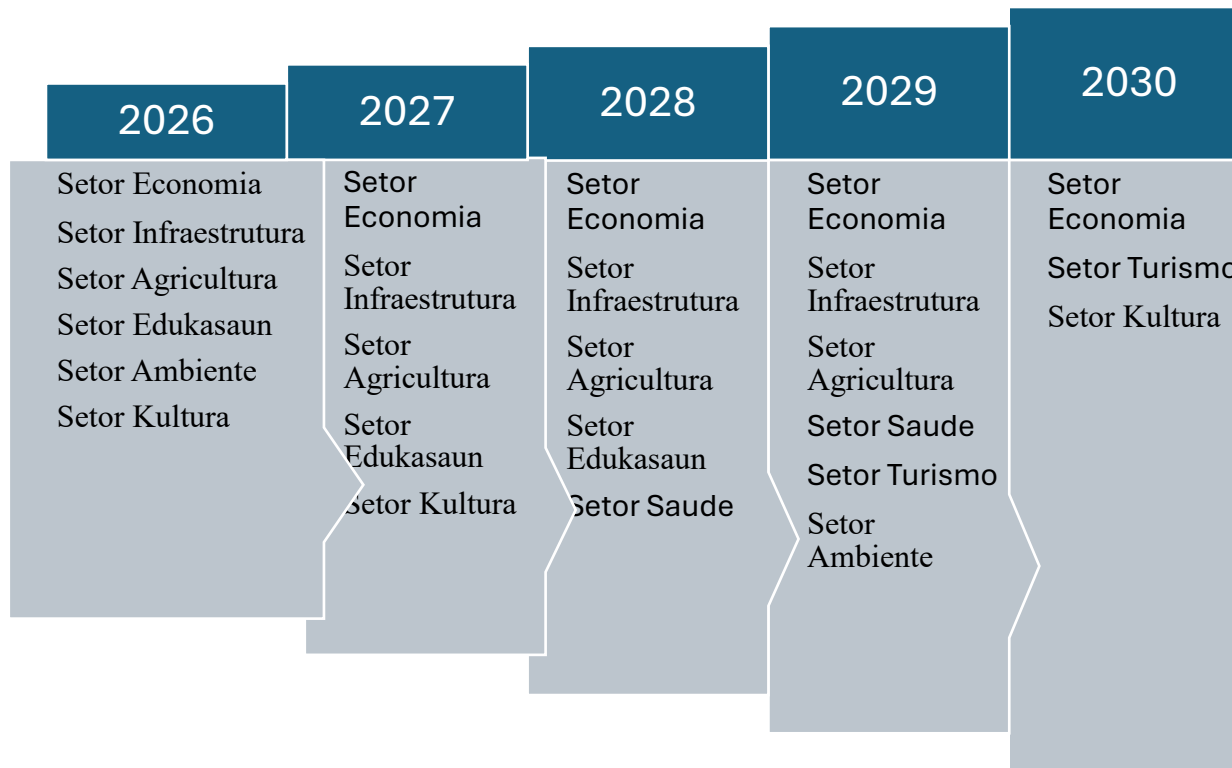 2026
Setor Economia
Setor Infraestrutura
Setor Agricultura
Setor Edukasaun
Setor Ambiente
Setor Kultura
2027
Setor
Economia
Setor
Infraestrutura
Setor
Agricultura
Setor
Edukasaun
Setor Kultura
2028
Setor
Economia
Setor
Infraestrutura
Setor
Agricultura
Setor
Edukasaun
Setor Saude
2029
Setor
Economia
Setor
Infraestrutura
Setor
Agricultura
Setor Saude
Setor Turismo
Setor
Ambiente
2030
Setor
Economia
Setor Turismo
Setor Kultura